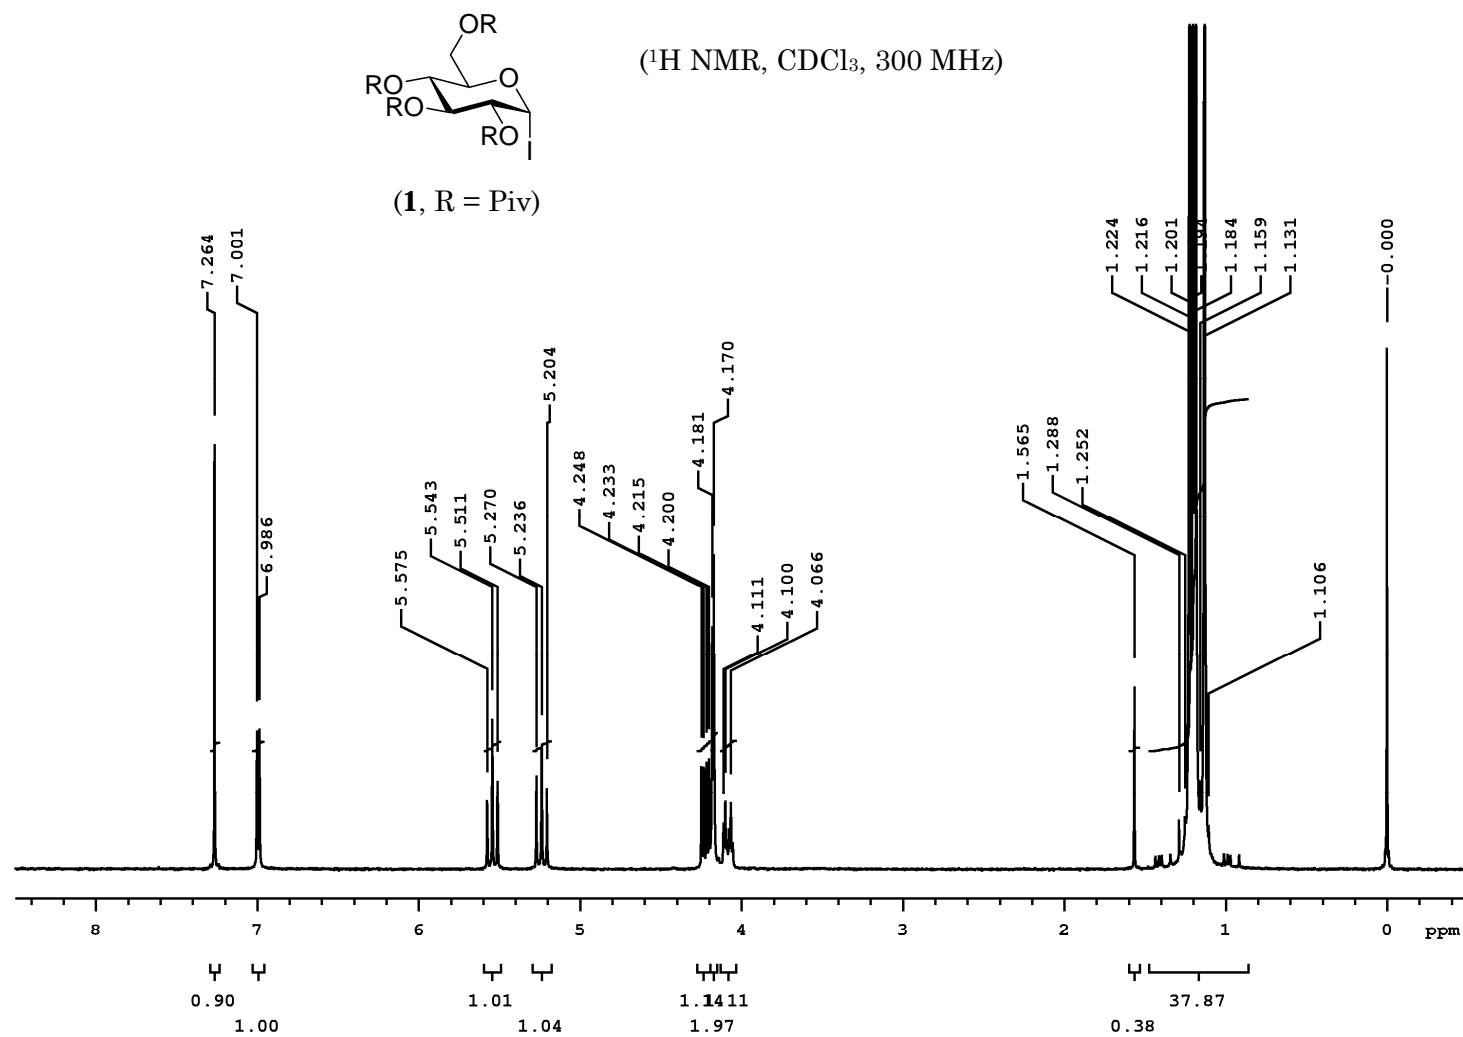 OR
(¹H NMR, CDCl₃, 300 MHz)
O
RO
RO
RO
I
(1, R = Piv)
7.264
7.001
6.986
5.575
5.543
5.511
5.270
5.236
5.204
4.248
4.233
4.215
4.200
4.181
4.170
4.111
4.100
4.066
1.565
1.288
1.252
1.224
1.216
1.201
1.184
1.159
1.131
1.106
-0.000
8 7 6 5 4 3 2 1 0 ppm
0.90 1.01 37.87
1.00 1.04 1.97 0.38